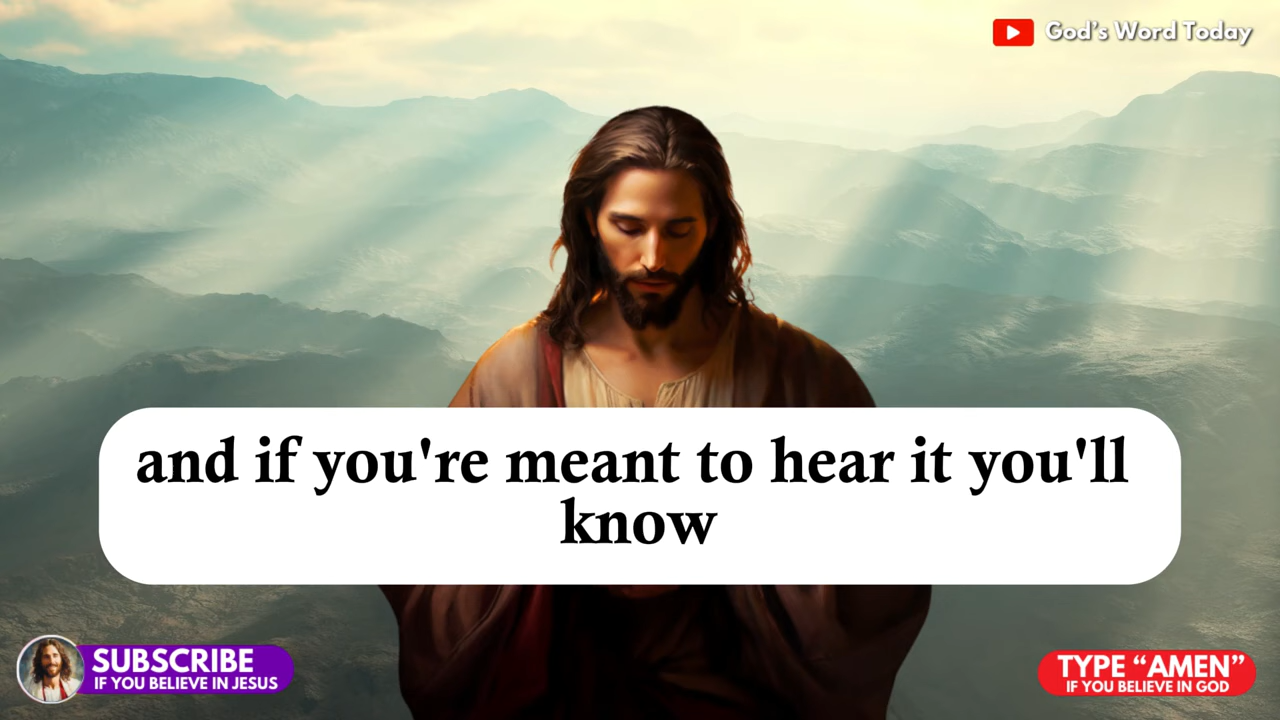 God's Word Today
and if you're meant to hear it you'll
know
SUBSCRIBE
IF YOU BELIEVE IN JESUS
TYPE “AMEN”
IF YOU BELIEVE IN GOD